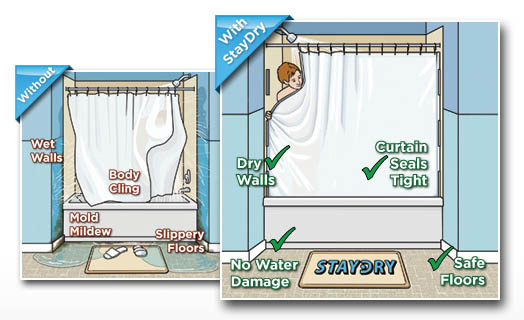 Without
Wet
Walls
Body
Cling
Mold
Mildew
Slippery
Floors
With
StayDry
Dry
Walls
Curtain
Seals
Tight
No Water
Damage
STAYDRY
Safe
Floors